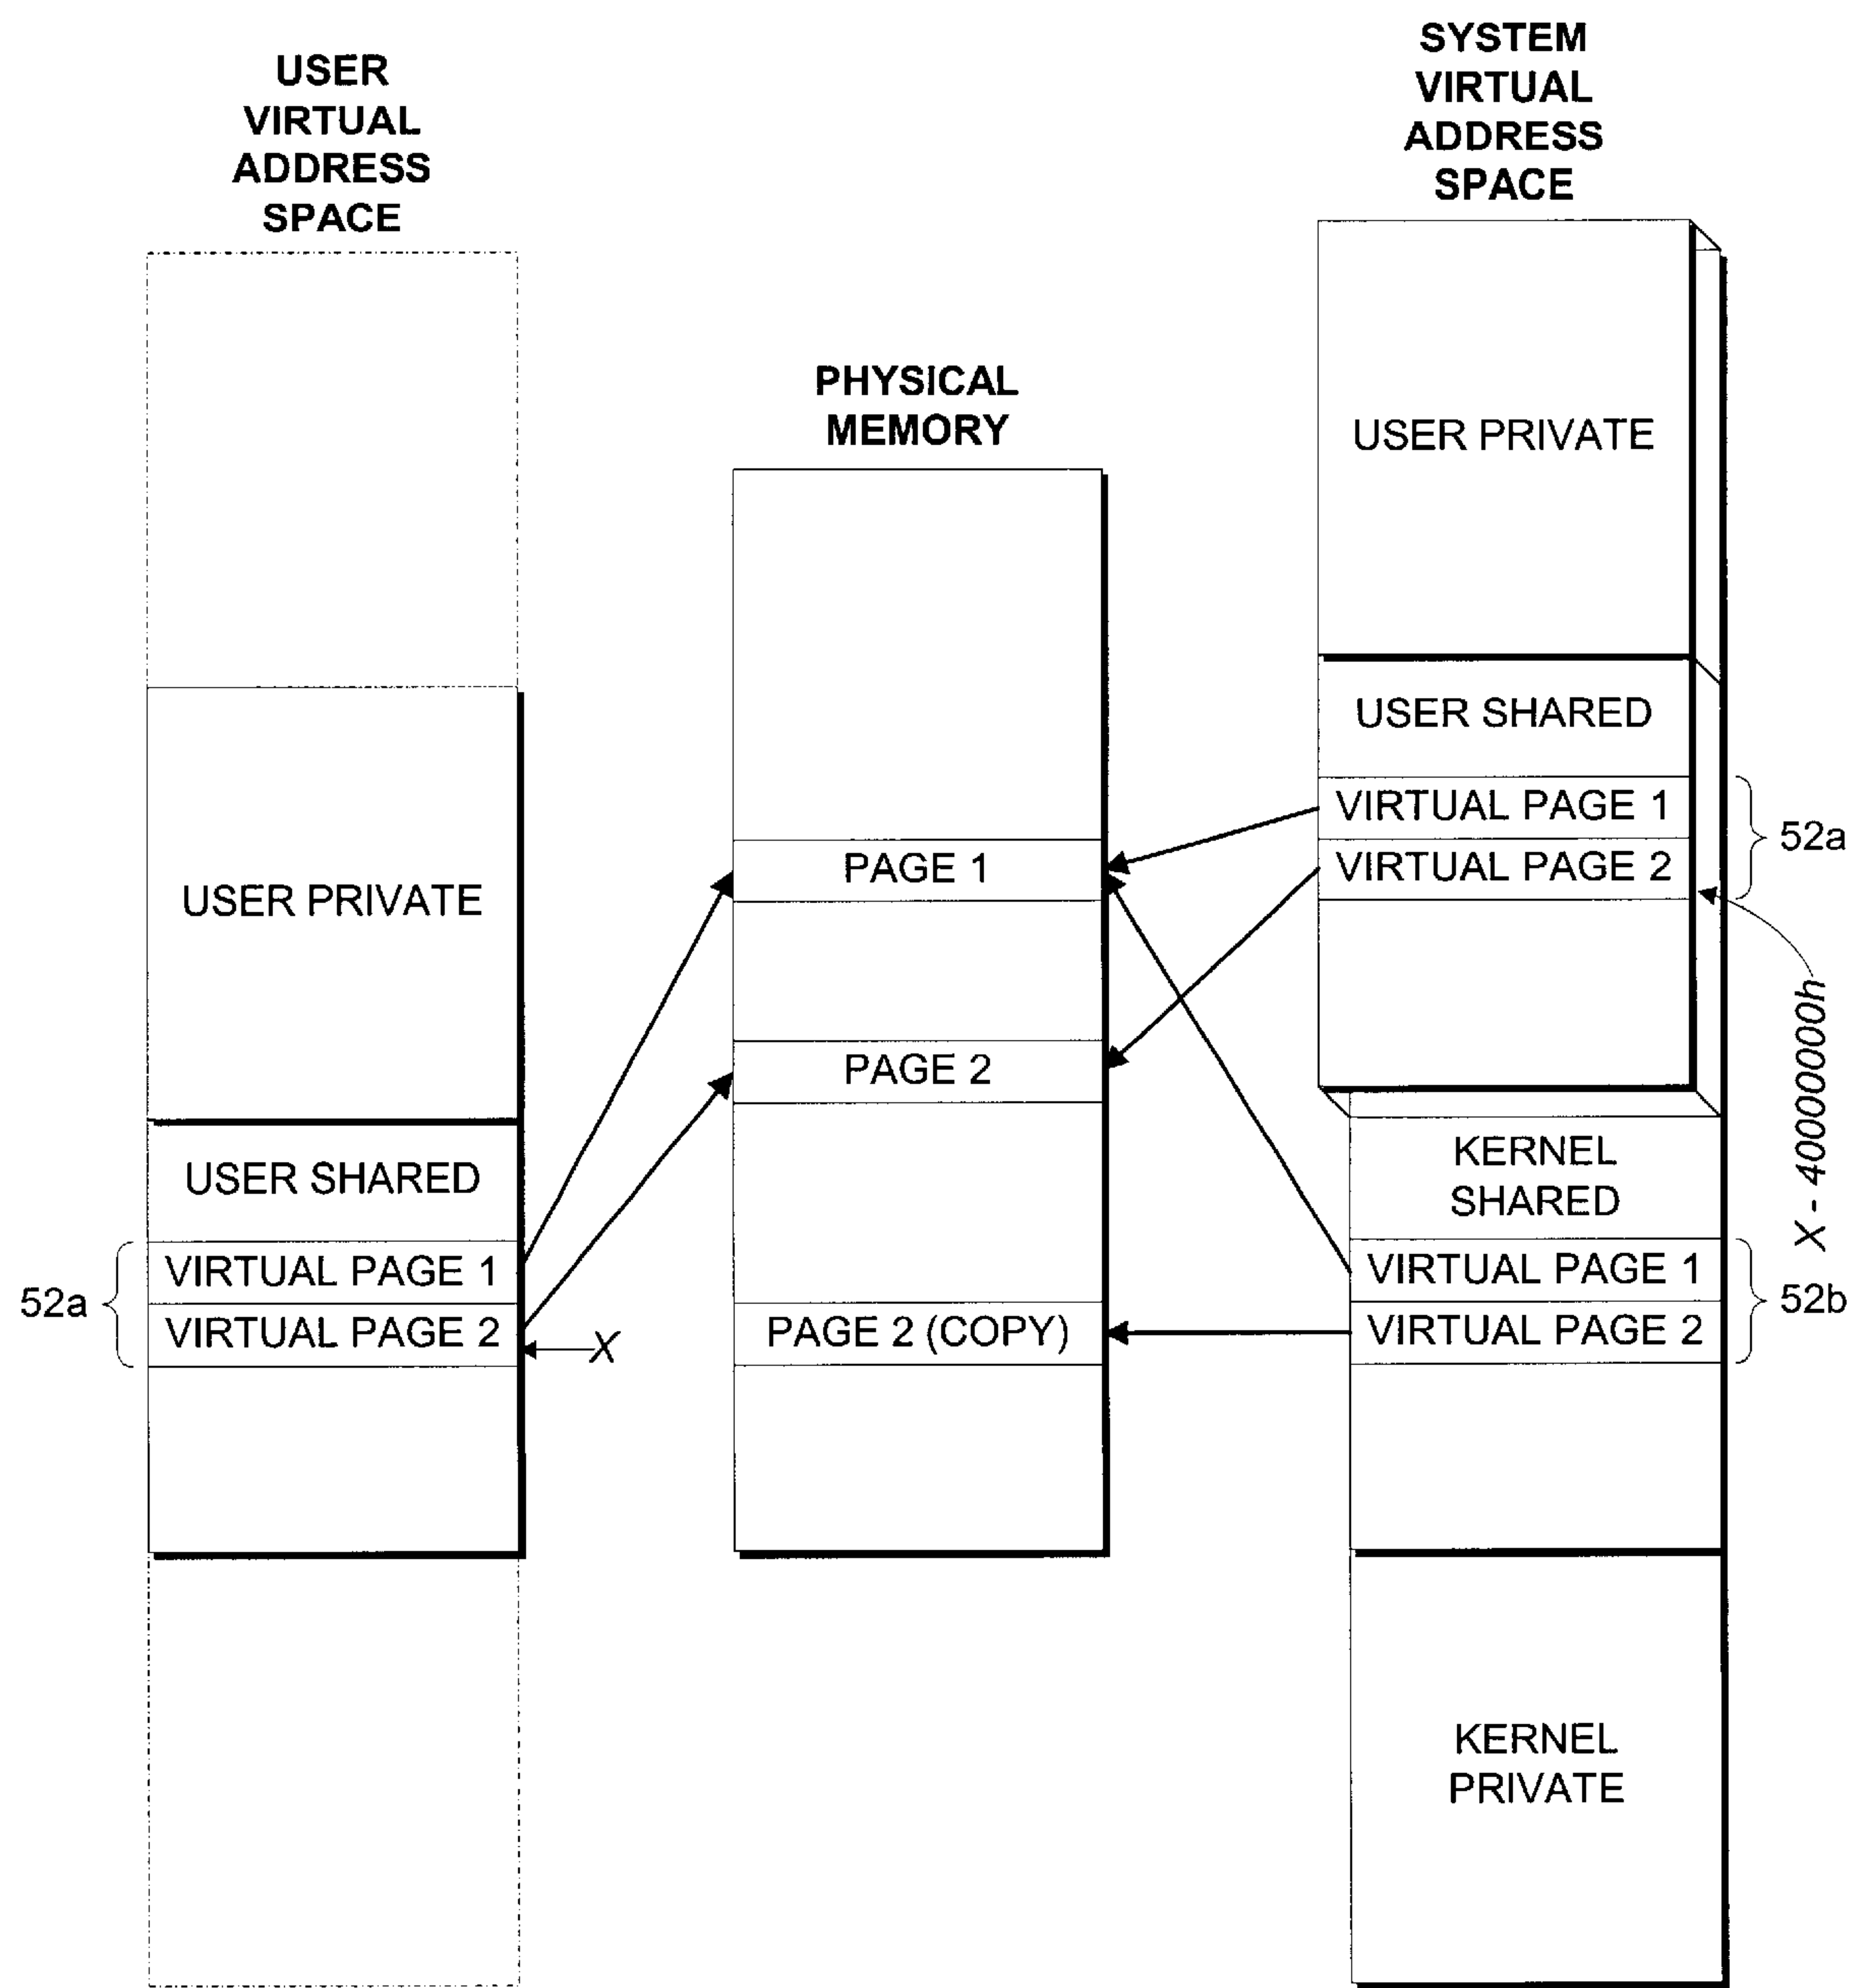 USER
VIRTUAL
ADDRESS
SPACE
USER PRIVATE
USER SHARED
VIRTUAL PAGE 1
VIRTUAL PAGE 2
52a
X
PHYSICAL
MEMORY
PAGE 1
PAGE 2
PAGE 2 (COPY)
SYSTEM
VIRTUAL
ADDRESS
SPACE
USER PRIVATE
USER SHARED
VIRTUAL PAGE 1
VIRTUAL PAGE 2
52a
X - 40000000h
KERNEL
SHARED
VIRTUAL PAGE 1
VIRTUAL PAGE 2
52b
KERNEL
PRIVATE